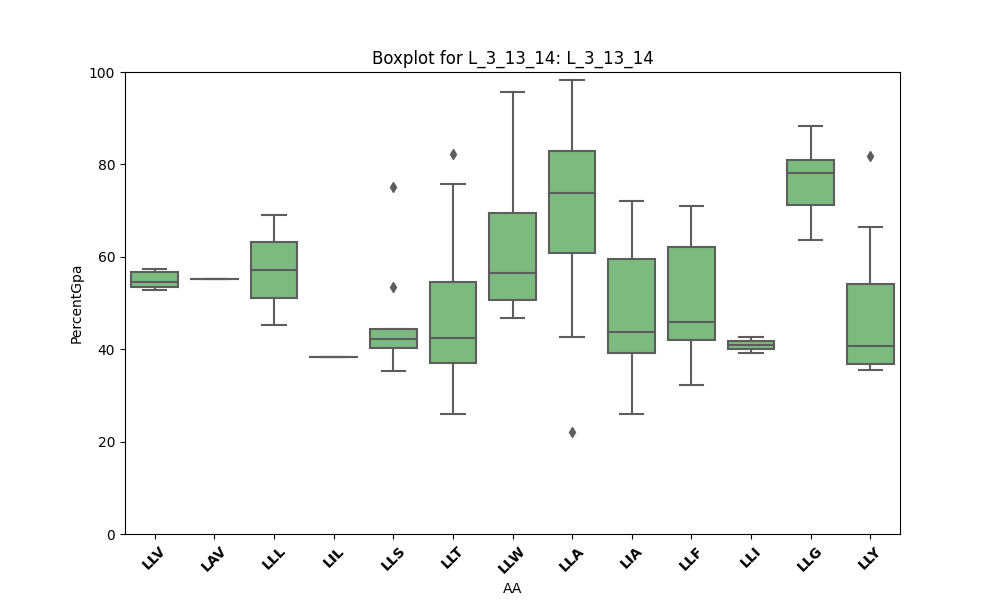 Boxplot for L_3_13_14: L_3_13_14
100
80
60
40
20
0
PercentGpa
LLV LAV LLL LIL LLS LLT LLW LLA LIA LLF LLI LLG LLY
AA